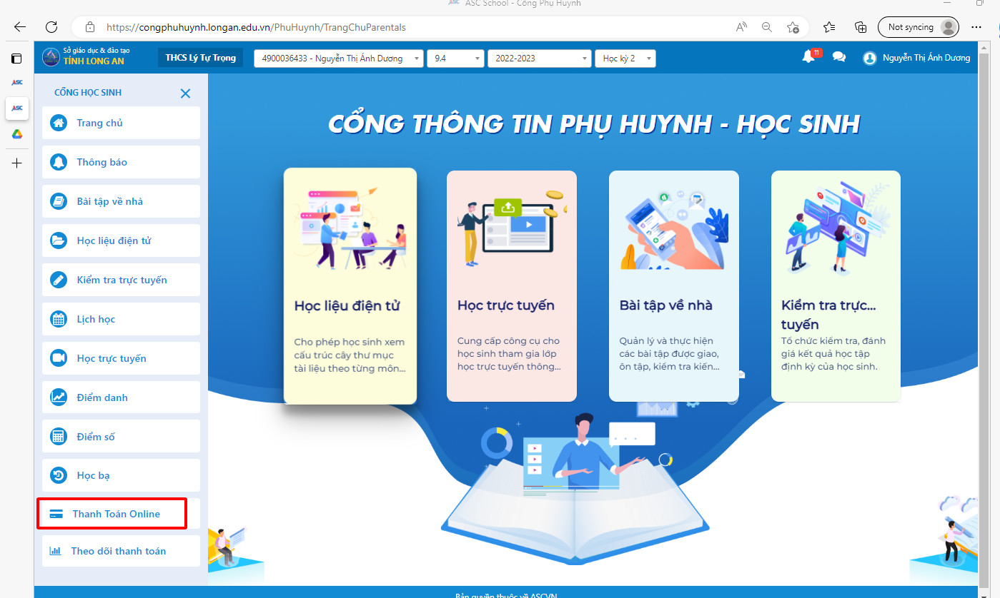 ASC School - Cổng Phụ Huynh
https://congphuhuynh.longan.edu.vn/PhuHuynh/TrangChuParentals
Not syncing
Sở giáo dục & đào tạo
TỈNH LONG AN
THCS Lý Tự Trọng
4900036433 - Nguyễn Thị Ánh Dương
9.4
2022-2023
Học kỳ 2
11
Nguyễn Thị Ánh Dương
ASC
ASC
CỔNG HỌC SINH
Trang chủ
Thông báo
Bài tập về nhà
Học liệu điện tử
Kiểm tra trực tuyến
Lịch học
Học trực tuyến
Điểm danh
Điểm số
Học bạ
Thanh Toán Online
Theo dõi thanh toán
CỔNG THÔNG TIN PHỤ HUYNH - HỌC SINH
Học liệu điện tử
Cho phép học sinh xem
cấu trúc cây thư mục
tài liệu theo từng môn...
Học trực tuyến
Cung cấp công cụ cho
học sinh tham gia lớp
học trực tuyến thông...
Bài tập về nhà
Quản lý và thực hiện
các bài tập được giao,
ôn tập, kiểm tra kiến...
Kiểm tra trực...
tuyến
Tổ chức kiểm tra, đánh
giá kết quả học tập
định kỳ của học sinh.
Bản quyền thuộc về ASCVN